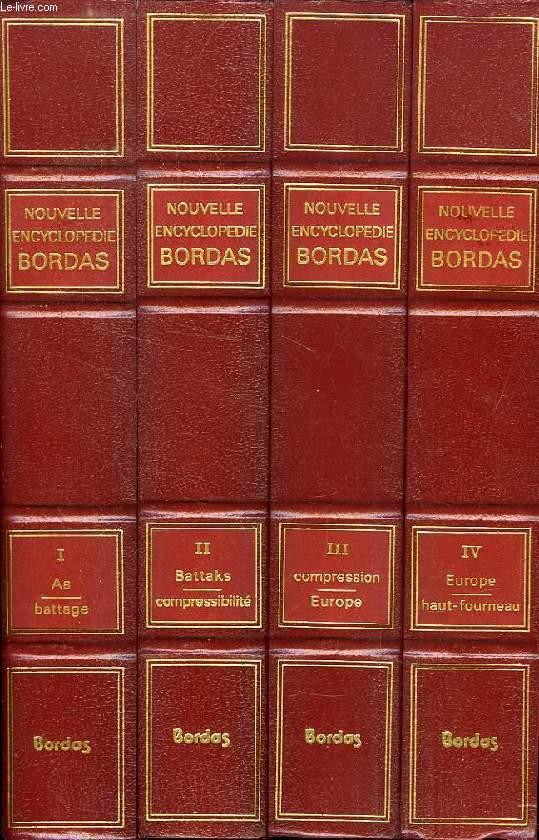 Le-livre.com
NOUVELLE
ENCYCLOPEDIE
BORDAS
I
Aa
battage
Bordas
NOUVELLE
ENCYCLOPEDIE
BORDAS
II
Battaks
compressibilité
Bordas
NOUVELLE
ENCYCLOPEDIE
BORDAS
III
compression
Europe
Bordas
NOUVELLE
ENCYCLOPEDIE
BORDAS
IV
Europe
haut-fourneau
Bordas